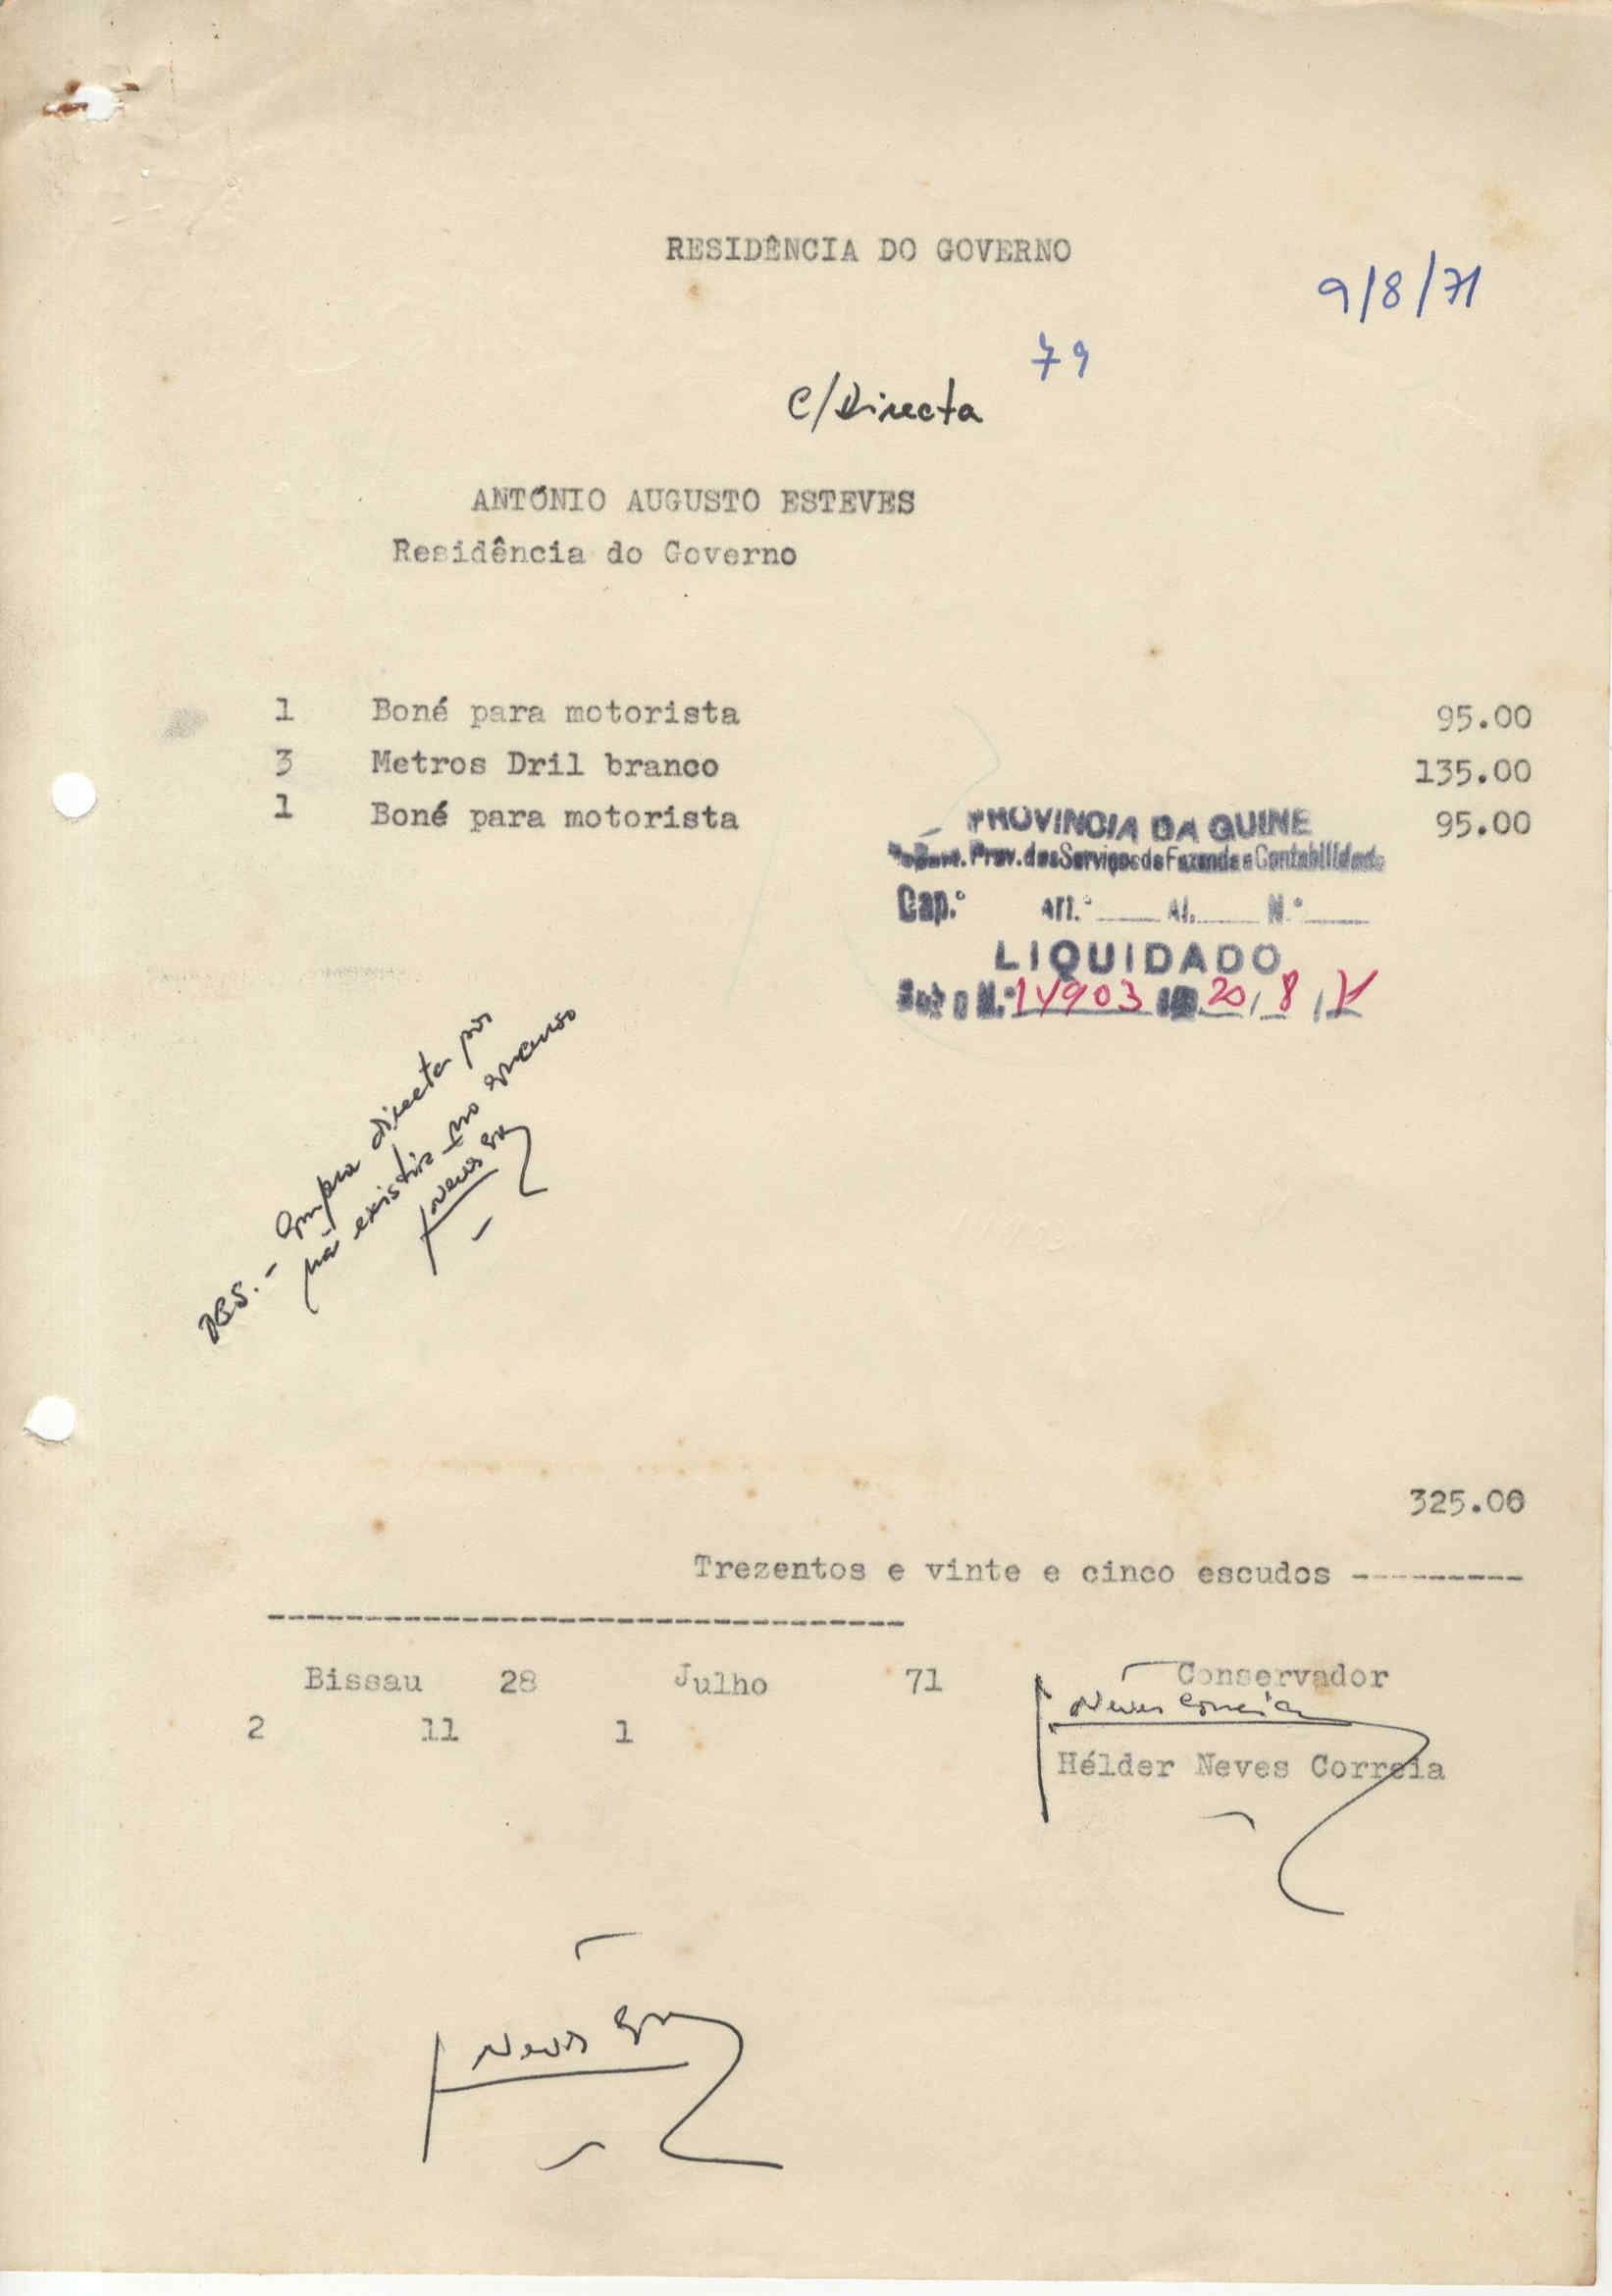 RESIDÊNCIA DO GOVERNO
9/8/71
79
C/Directa
ANTÓNIO AUGUSTO ESTEVES
Residência do Governo
1 Boné para motorista 95.00
3 Metros Dril branco 135.00
1 Boné para motorista 95.00
PROVINCIA DA GUINE
Prov. dos Serviços de Fazenda e Contabilidade
Cap.º Art.º Al. N.º
LIQUIDADO
N.º 14903 20/8/71
OBS.- Compra directa por
não existir no
Neves
325.00
Trezentos e vinte e cinco escudos ---------
---------------------------------
Bissau 28 Julho 71 Conservador
Neves Correia
2 11 1
Hélder Neves Correia
Neves